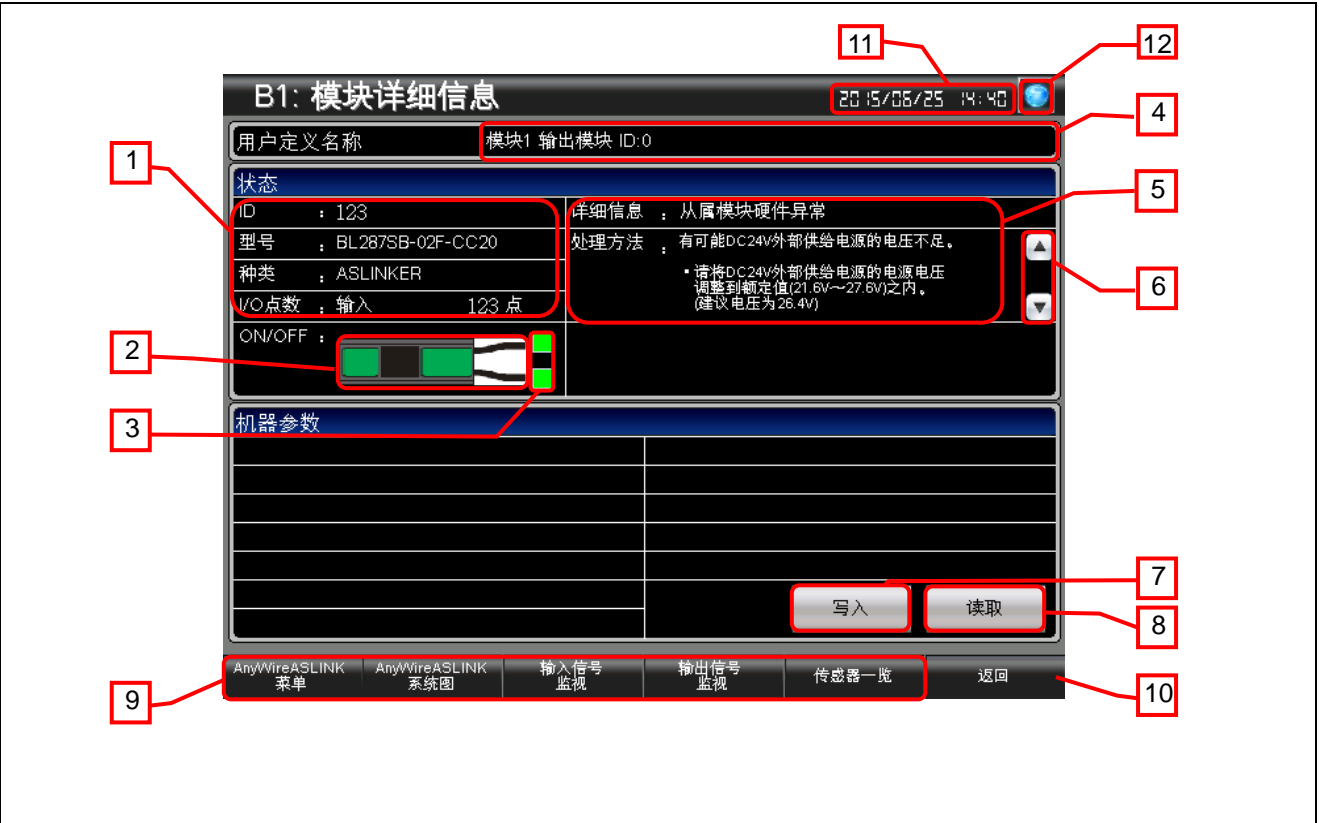 11
12
B1: 模块详细信息
2015/06/25 14:40
4
用户定义名称
模块1 输出模块 ID:0
1
状态
5
ID : 123
详细信息 : 从属模块硬件异常
型号 : BL287SB-02F-CC20
处理方法 : 有可能DC24V外部供给电源的电压不足。
种类 : ASLINKER
・请将DC24V外部供给电源的电源电压
调整到额定值(21.6V～27.6V)之内。
(建议电压为26.4V)
6
I/O点数 : 输入 123 点
ON/OFF :
2
3
机器参数
7
写入
读取
8
AnyWireASLINK
菜单
AnyWireASLINK
系统图
输入信号
监视
输出信号
监视
传感器一览
返回
9
10